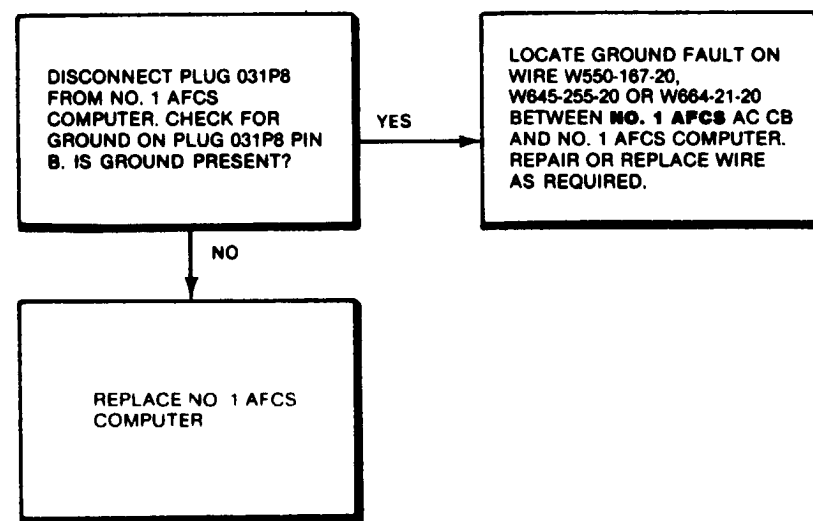 DISCONNECT PLUG 031P8
FROM NO. 1 AFCS
COMPUTER. CHECK FOR
GROUND ON PLUG 031P8 PIN
B. IS GROUND PRESENT?
YES
LOCATE GROUND FAULT ON
WIRE W550-167-20,
W645-255-20 OR W664-21-20
BETWEEN NO. 1 AFCS AC CB
AND NO. 1 AFCS COMPUTER.
REPAIR OR REPLACE WIRE
AS REQUIRED.
NO
REPLACE NO 1 AFCS
COMPUTER